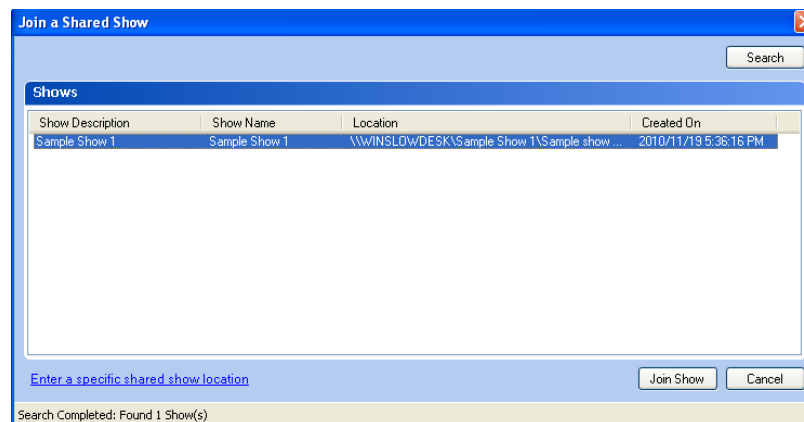 Join a Shared Show
Search
Shows
Show Description Show Name Location Created On
Sample Show 1 Sample Show 1 \\WINSLOWDESK\Sample Show 1\Sample show ... 2010/11/19 5:36:16 PM
Enter a specific shared show location Join Show Cancel
Search Completed: Found 1 Show(s)